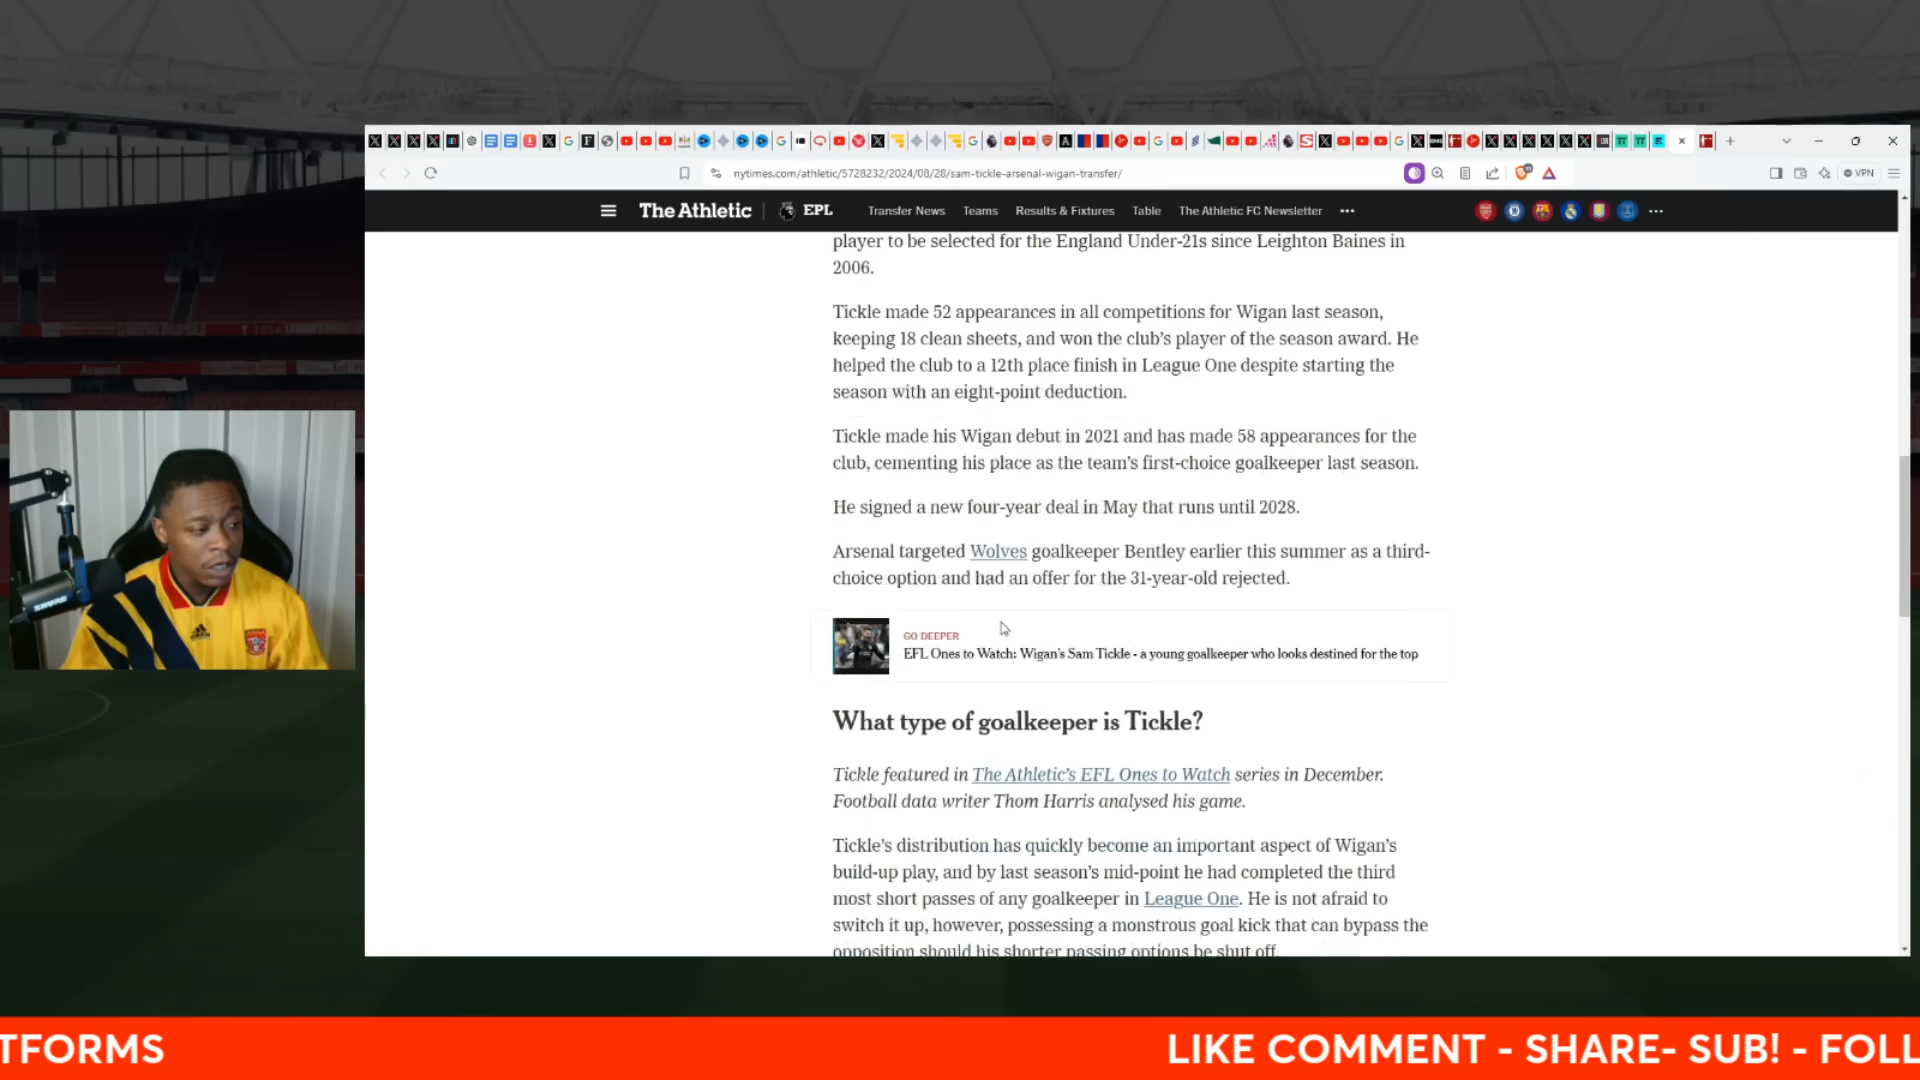 nytimes.com/athletic/5728232/2024/08/28/sam-tickle-arsenal-wigan-transfer/
VPN
The Athletic
EPL
Transfer News
Teams
Results & Fixtures
Table
The Athletic FC Newsletter
player to be selected for the England Under-21s since Leighton Baines in
2006.
Tickle made 52 appearances in all competitions for Wigan last season,
keeping 18 clean sheets, and won the club's player of the season award. He
helped the club to a 12th place finish in League One despite starting the
season with an eight-point deduction.
Tickle made his Wigan debut in 2021 and has made 58 appearances for the
club, cementing his place as the team's first-choice goalkeeper last season.
He signed a new four-year deal in May that runs until 2028.
Arsenal targeted Wolves goalkeeper Bentley earlier this summer as a third-
choice option and had an offer for the 31-year-old rejected.
GO DEEPER
EFL Ones to Watch: Wigan's Sam Tickle - a young goalkeeper who looks destined for the top
What type of goalkeeper is Tickle?
Tickle featured in The Athletic's EFL Ones to Watch series in December.
Football data writer Thom Harris analysed his game.
Tickle's distribution has quickly become an important aspect of Wigan's
build-up play, and by last season's mid-point he had completed the third
most short passes of any goalkeeper in League One. He is not afraid to
switch it up, however, possessing a monstrous goal kick that can bypass the
opposition should his shorter passing options be shut off.
Arsenal
SHURE
TFORMS
LIKE COMMENT - SHARE- SUB! - FOLL